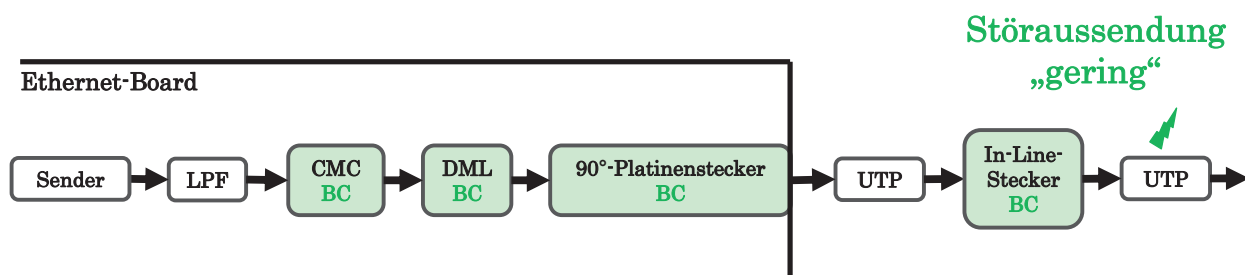 Störaussendung
„gering“
Ethernet-Board
Sender
LPF
CMC
BC
DML
BC
90°-Platinenstecker
BC
UTP
In-Line-
Stecker
BC
UTP